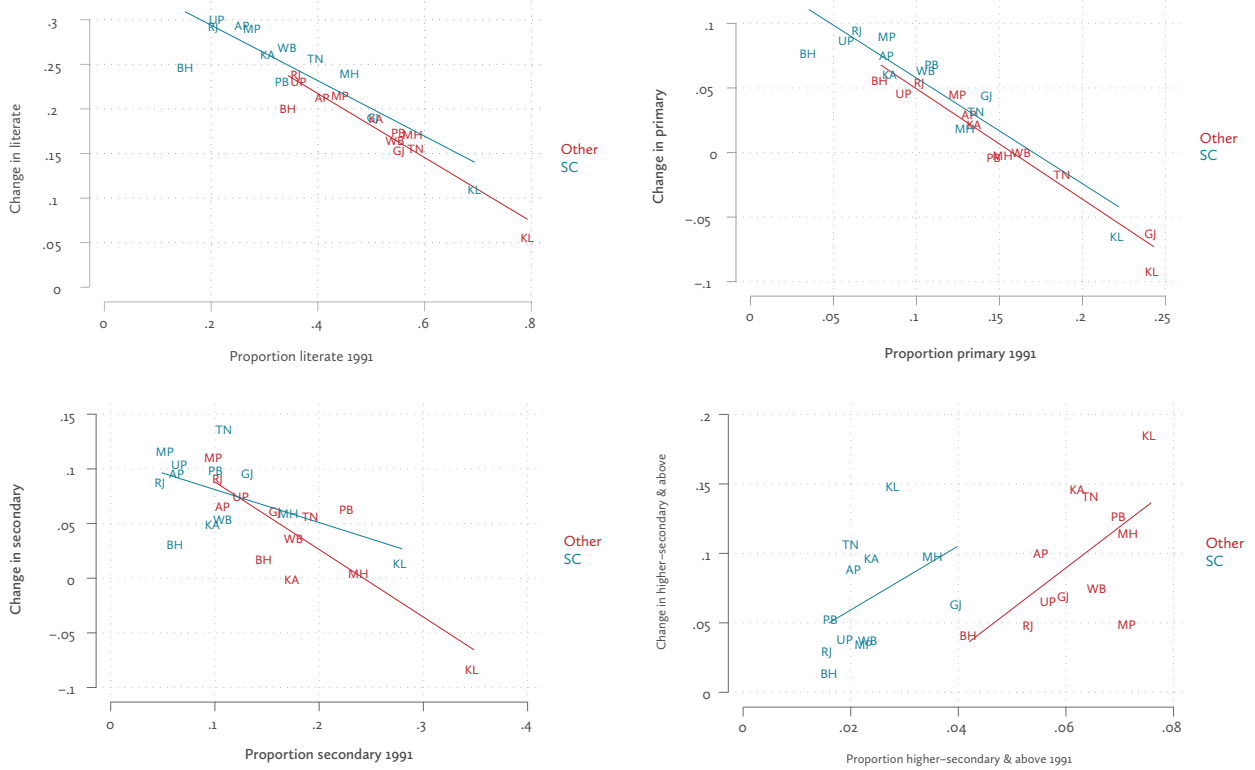 .3
.25
.2
.15
.1
.05
0
Change in literate
UP
RJ
AP
MP
KA
WB
TN
BH
PB
MH
GJ
KL
RJ
UP
BH
AP
MP
KA
PB
MH
WB
GJ
TN
KL
0 .2 .4 .6 .8
Proportion literate 1991
Other
SC
.1
.05
0
−.05
−.1
Change in primary
BH
RJ
UP
MP
AP
KA
PB
WB
GJ
TN
MH
KL
BH
UP
RJ
MP
AP
KA
PB
MH
WB
TN
GJ
KL
0 .05 .1 .15 .2 .25
Proportion primary 1991
Other
SC
.15
.1
.05
0
−.05
−.1
Change in secondary
TN
MP
UP
AP
RJ
PB
GJ
KA
WB
BH
MH
KL
MP
RJ
UP
AP
GJ
TN
PB
WB
BH
KA
MH
KL
0 .1 .2 .3 .4
Proportion secondary 1991
Other
SC
.2
.15
.1
.05
0
Change in higher−secondary & above
KL
TN
AP
KA
MH
GJ
PB
UP
WB
MP
RJ
BH
KL
KA
TN
PB
MH
AP
WB
GJ
UP
RJ
MP
BH
0 .02 .04 .06 .08
Proportion higher−secondary & above 1991
Other
SC